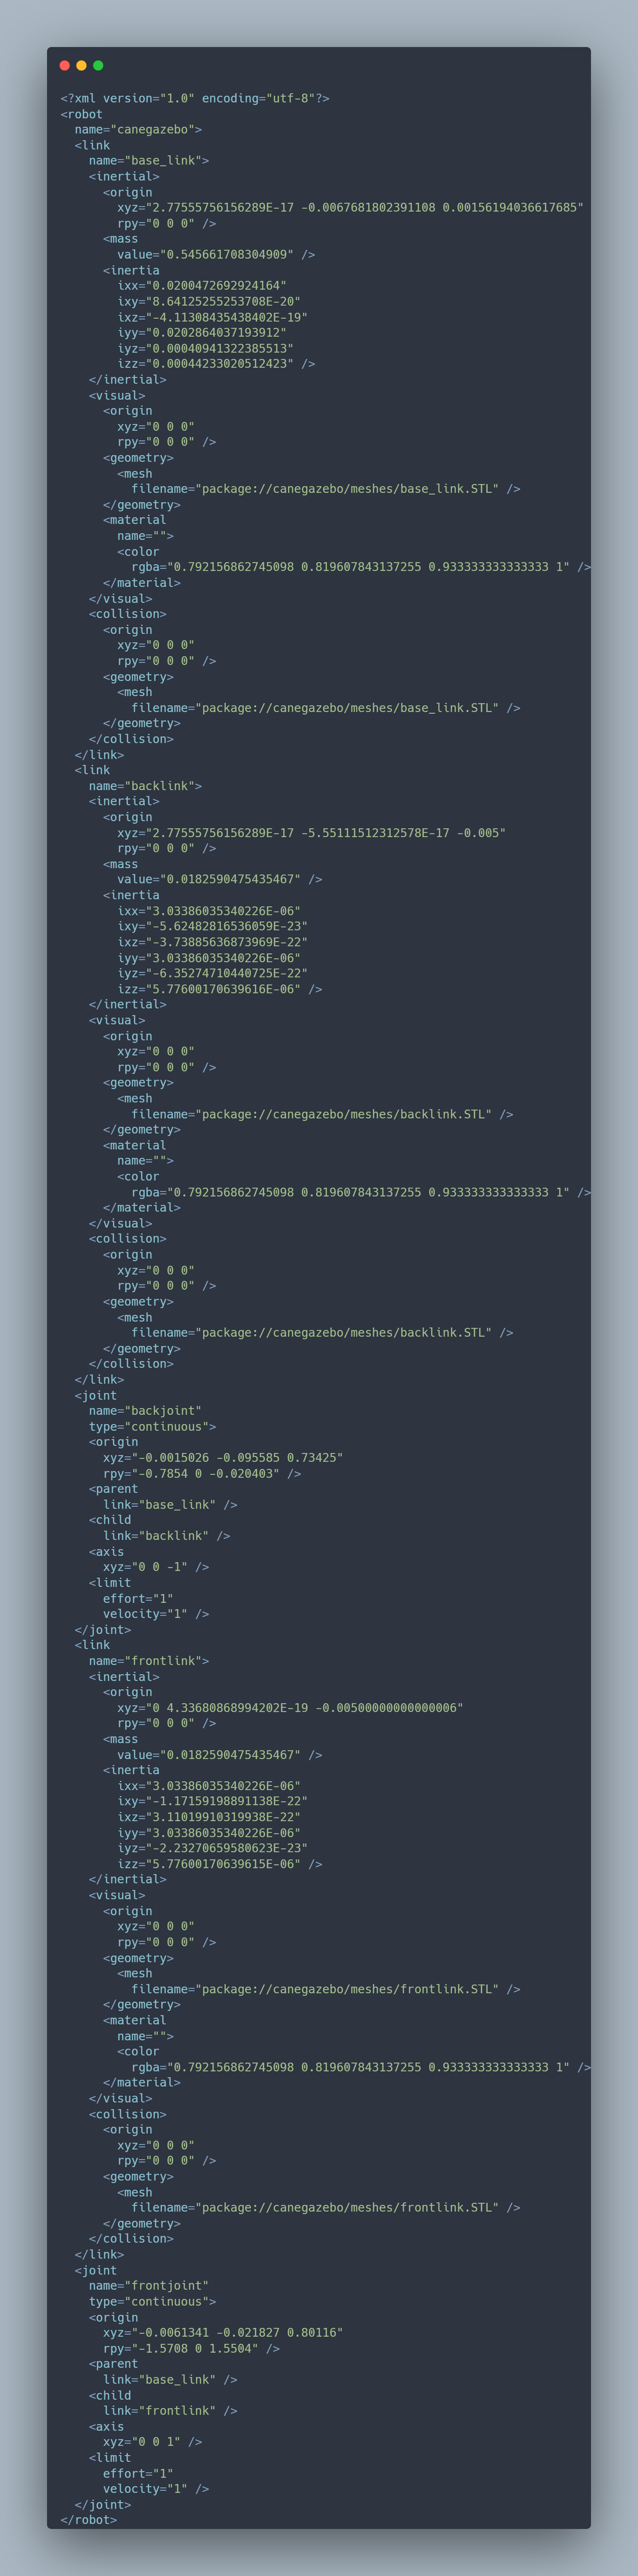 <?xml version="1.0" encoding="utf-8"?>
<robot
  name="canegazebo">
  <link
    name="base_link">
    <inertial>
      <origin
        xyz="2.77555756156289E-17 -0.0067681802391108 0.00156194036617685"
        rpy="0 0 0" />
      <mass
        value="0.545661708304909" />
      <inertia
        ixx="0.0200472692924164"
        ixy="8.64125255253708E-20"
        ixz="-4.11308435438402E-19"
        iyy="0.0202864037193912"
        iyz="0.00040941322385513"
        izz="0.00044233020512423" />
    </inertial>
    <visual>
      <origin
        xyz="0 0 0"
        rpy="0 0 0" />
      <geometry>
        <mesh
          filename="package://canegazebo/meshes/base_link.STL" />
      </geometry>
      <material
        name="">
        <color
          rgba="0.792156862745098 0.819607843137255 0.933333333333333 1" />
      </material>
    </visual>
    <collision>
      <origin
        xyz="0 0 0"
        rpy="0 0 0" />
      <geometry>
        <mesh
          filename="package://canegazebo/meshes/base_link.STL" />
      </geometry>
    </collision>
  </link>
  <link
    name="backlink">
    <inertial>
      <origin
        xyz="2.77555756156289E-17 -5.55111512312578E-17 -0.005"
        rpy="0 0 0" />
      <mass
        value="0.0182590475435467" />
      <inertia
        ixx="3.03386035340226E-06"
        ixy="-5.62482816536059E-23"
        ixz="-3.73885636873969E-22"
        iyy="3.03386035340226E-06"
        iyz="-6.35274710440725E-22"
        izz="5.77600170639616E-06" />
    </inertial>
    <visual>
      <origin
        xyz="0 0 0"
        rpy="0 0 0" />
      <geometry>
        <mesh
          filename="package://canegazebo/meshes/backlink.STL" />
      </geometry>
      <material
        name="">
        <color
          rgba="0.792156862745098 0.819607843137255 0.933333333333333 1" />
      </material>
    </visual>
    <collision>
      <origin
        xyz="0 0 0"
        rpy="0 0 0" />
      <geometry>
        <mesh
          filename="package://canegazebo/meshes/backlink.STL" />
      </geometry>
    </collision>
  </link>
  <joint
    name="backjoint"
    type="continuous">
    <origin
      xyz="-0.0015026 -0.095585 0.73425"
      rpy="-0.7854 0 -0.020403" />
    <parent
      link="base_link" />
    <child
      link="backlink" />
    <axis
      xyz="0 0 -1" />
    <limit
      effort="1"
      velocity="1" />
  </joint>
  <link
    name="frontlink">
    <inertial>
      <origin
        xyz="0 4.33680868994202E-19 -0.00500000000000006"
        rpy="0 0 0" />
      <mass
        value="0.0182590475435467" />
      <inertia
        ixx="3.03386035340226E-06"
        ixy="-1.17159198891138E-22"
        ixz="3.11019910319938E-22"
        iyy="3.03386035340226E-06"
        iyz="-2.23270659580623E-23"
        izz="5.77600170639615E-06" />
    </inertial>
    <visual>
      <origin
        xyz="0 0 0"
        rpy="0 0 0" />
      <geometry>
        <mesh
          filename="package://canegazebo/meshes/frontlink.STL" />
      </geometry>
      <material
        name="">
        <color
          rgba="0.792156862745098 0.819607843137255 0.933333333333333 1" />
      </material>
    </visual>
    <collision>
      <origin
        xyz="0 0 0"
        rpy="0 0 0" />
      <geometry>
        <mesh
          filename="package://canegazebo/meshes/frontlink.STL" />
      </geometry>
    </collision>
  </link>
  <joint
    name="frontjoint"
    type="continuous">
    <origin
      xyz="-0.0061341 -0.021827 0.80116"
      rpy="-1.5708 0 1.5504" />
    <parent
      link="base_link" />
    <child
      link="frontlink" />
    <axis
      xyz="0 0 1" />
    <limit
      effort="1"
      velocity="1" />
  </joint>
</robot>